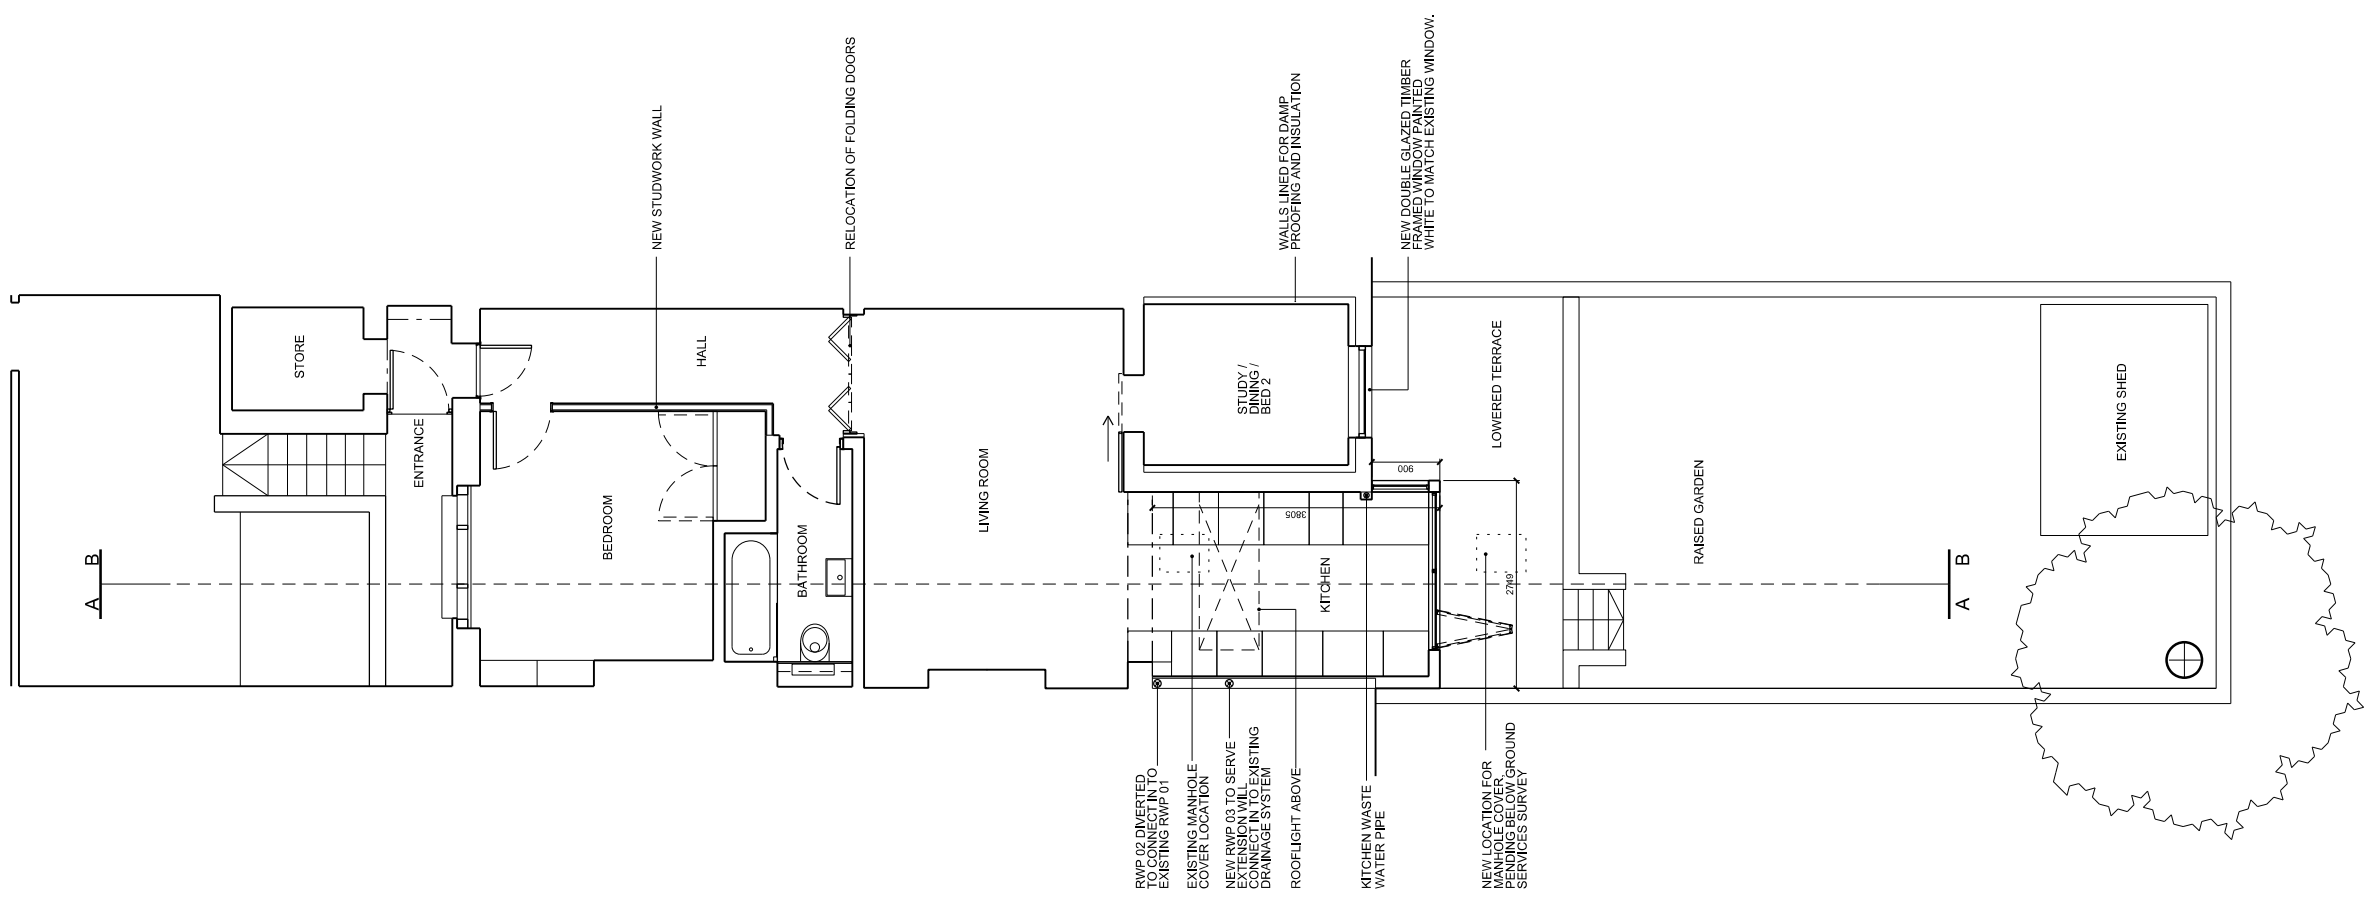 NEW STUDWORK WALL
RELOCATION OF FOLDING DOORS
WALLS LINED FOR DAMP
PROOFING AND INSULATION
NEW DOUBLE GLAZED TIMBER
FRAMED WINDOW PAINTED
WHITE TO MATCH EXISTING WINDOW.
STORE
ENTRANCE
HALL
BEDROOM
BATHROOM
LIVING ROOM
STUDY /
DINING /
BED 2
KITCHEN
LOWERED TERRACE
RAISED GARDEN
EXISTING SHED
900
3805
2749
A
B
A
B
RWP 02 DIVERTED
TO CONNECT IN TO
EXISTING RWP 01
EXISTING MANHOLE
COVER LOCATION
NEW RWP 03 TO SERVE
EXTENSION WILL
CONNECT IN TO EXISTING
DRAINAGE SYSTEM
ROOFLIGHT ABOVE
KITCHEN WASTE
WATER PIPE
NEW LOCATION FOR
MANHOLE COVER,
PENDING BELOW GROUND
SERVICES SURVEY